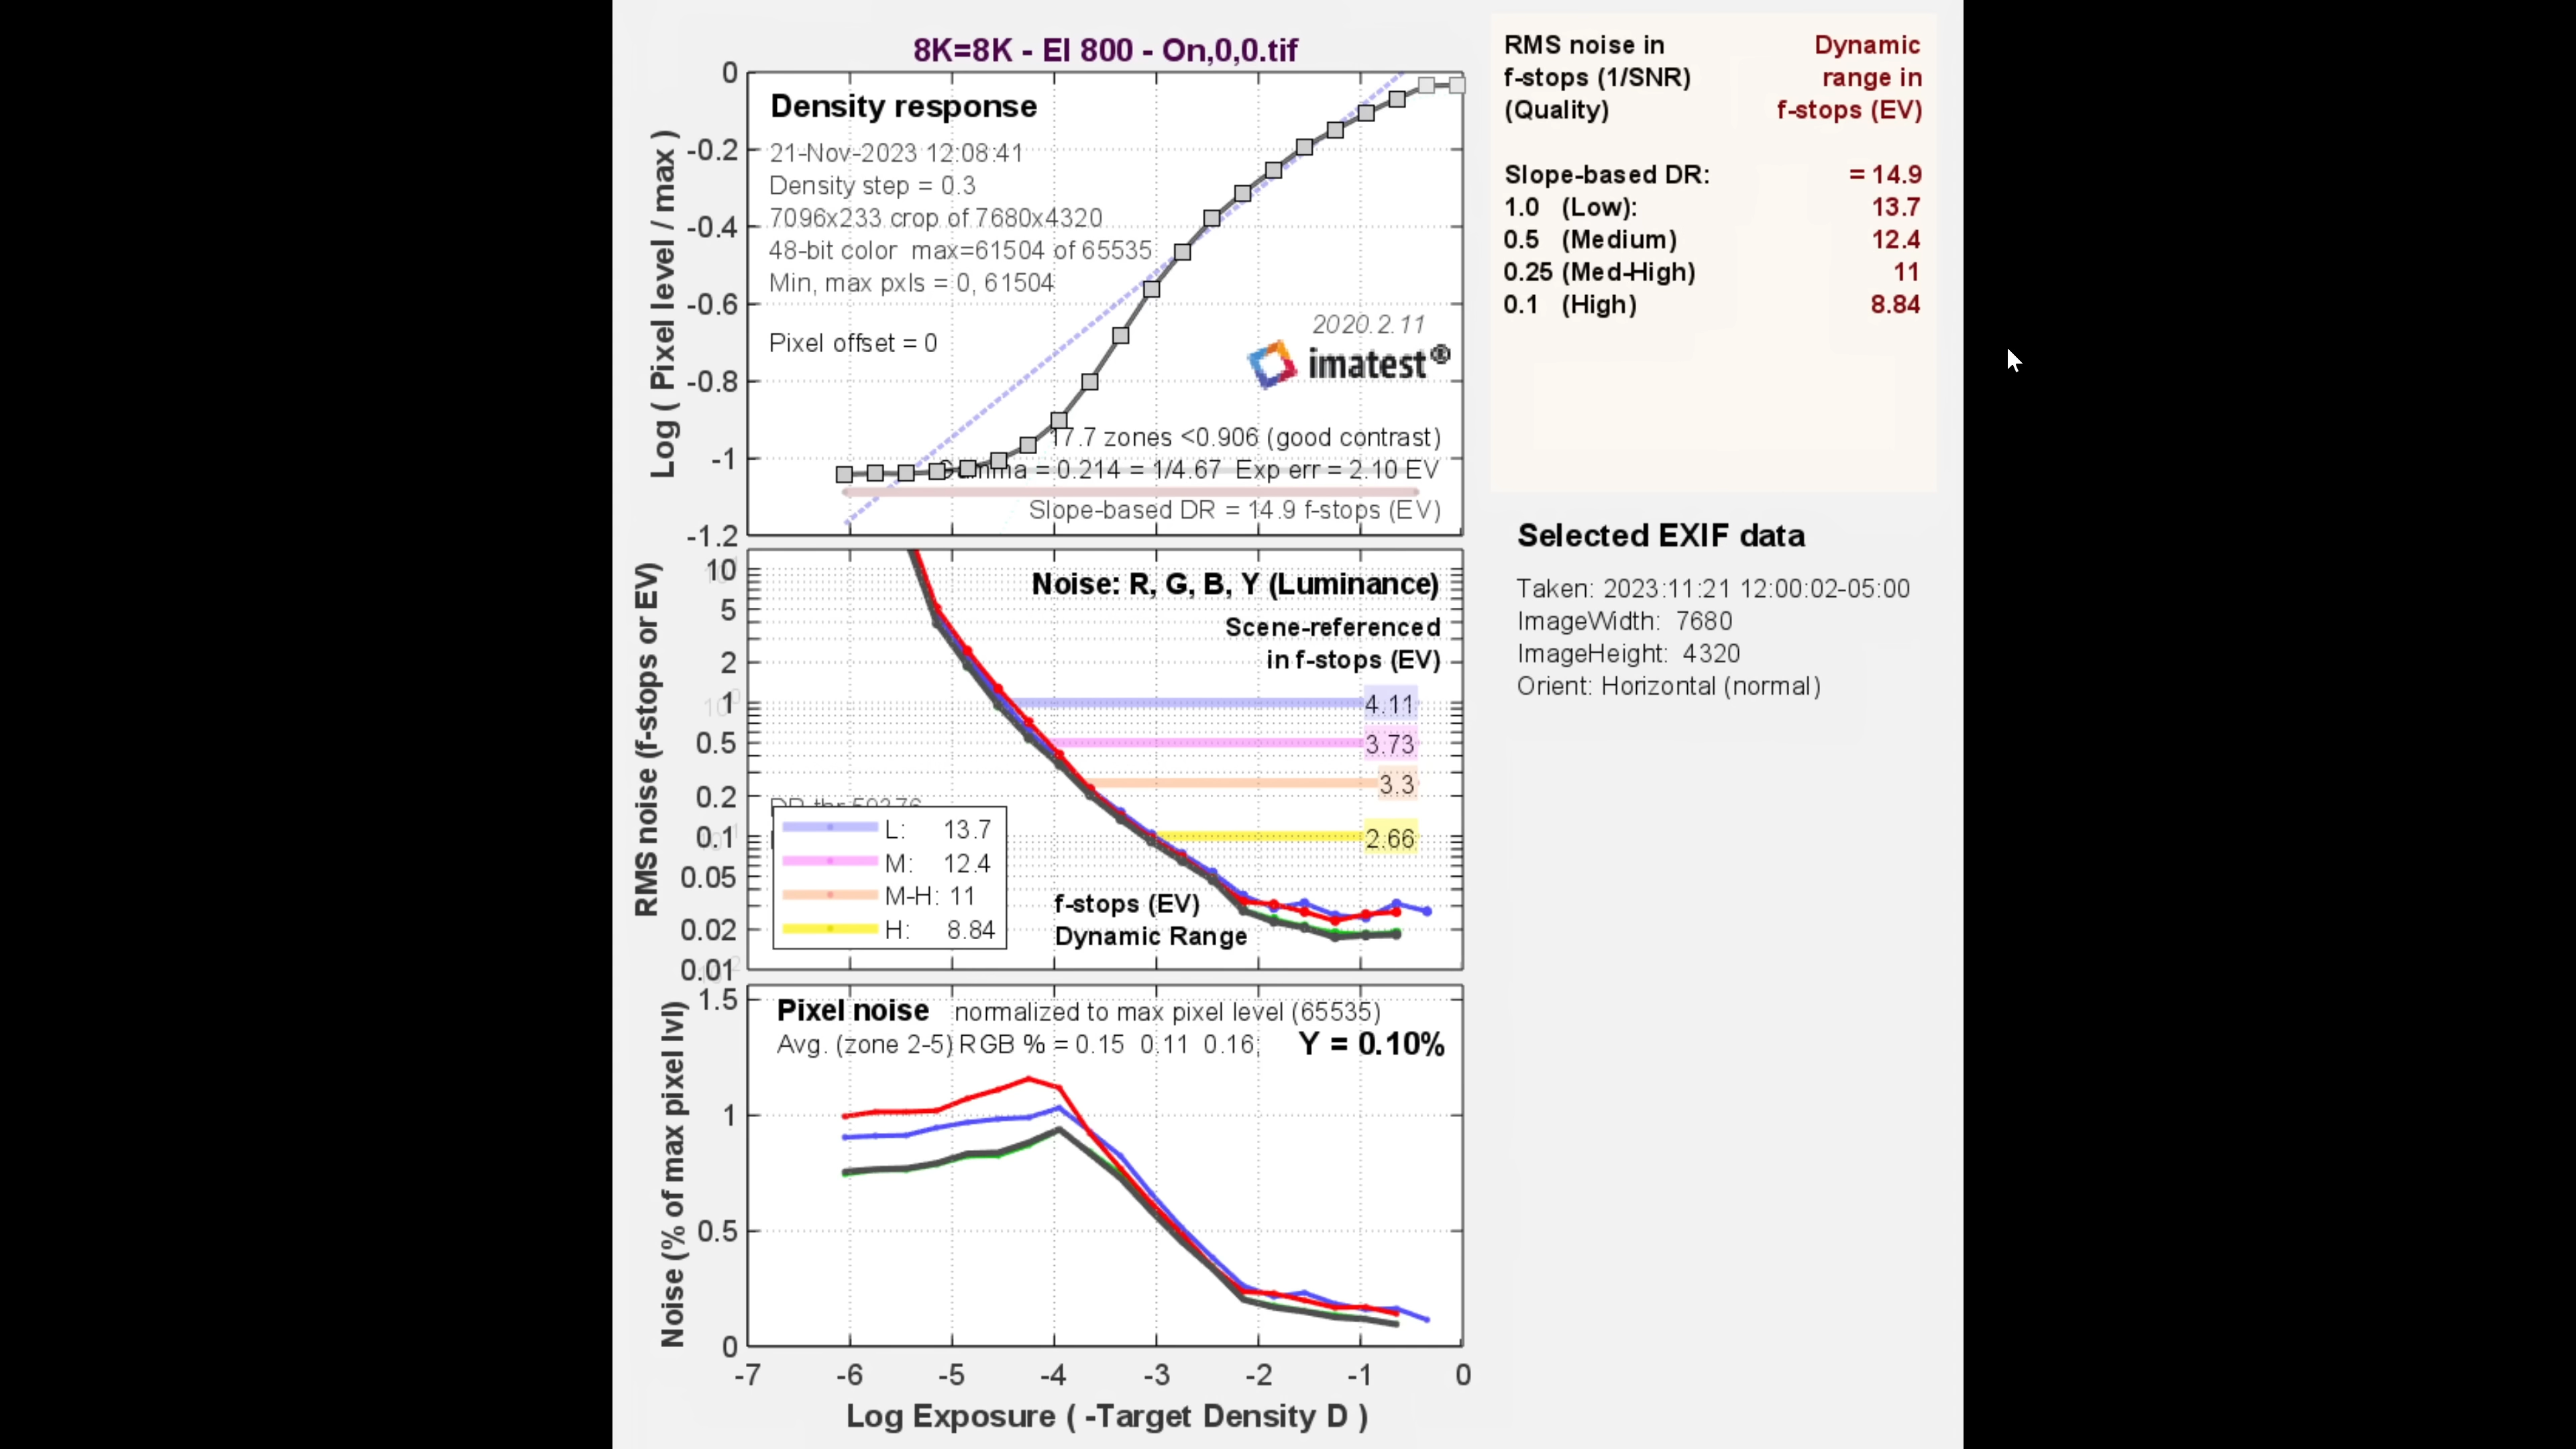 8K=8K - EI 800 - On,0,0.tif
Log ( Pixel level / max )
0
-0.2
-0.4
-0.6
-0.8
-1
-1.2
Density response
21-Nov-2023 12:08:41
Density step = 0.3
7096x233 crop of 7680x4320
48-bit color max=61504 of 65535
Min, max pxls = 0, 61504
Pixel offset = 0
2020.2.11
imatest®
17.7 zones <0.906 (good contrast)
Gamma = 0.214 = 1/4.67 Exp err = 2.10 EV
Slope-based DR = 14.9 f-stops (EV)
RMS noise (f-stops or EV)
10
5
2
1
0.5
0.2
0.1
0.05
0.02
0.01
Noise: R, G, B, Y (Luminance)
Scene-referenced
in f-stops (EV)
4.11
3.73
3.3
2.66
L: 13.7
M: 12.4
M-H: 11
H: 8.84
f-stops (EV)
Dynamic Range
Noise (% of max pixel lvl)
1.5
1
0.5
0
Pixel noise normalized to max pixel level (65535)
Avg. (zone 2-5) RGB % = 0.15 0.11 0.16; Y = 0.10%
-7 -6 -5 -4 -3 -2 -1 0
Log Exposure ( -Target Density D )
RMS noise in Dynamic
f-stops (1/SNR) range in
(Quality) f-stops (EV)
Slope-based DR: = 14.9
1.0 (Low): 13.7
0.5 (Medium) 12.4
0.25 (Med-High) 11
0.1 (High) 8.84
Selected EXIF data
Taken: 2023:11:21 12:00:02-05:00
ImageWidth: 7680
ImageHeight: 4320
Orient: Horizontal (normal)